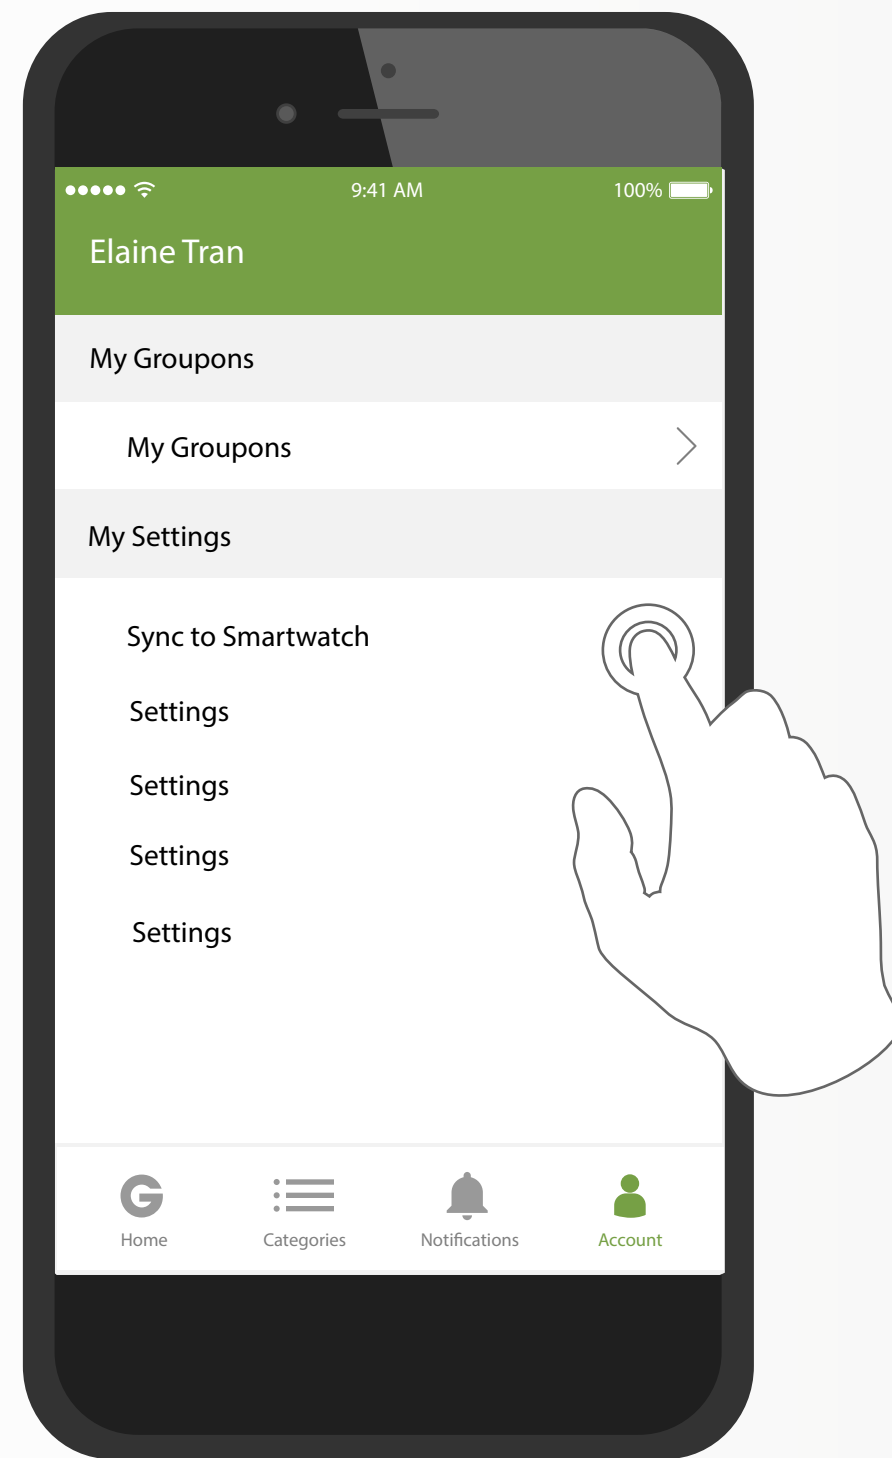 9:41 AM 100%
Elaine Tran
My Groupons
My Groupons
My Settings
Sync to Smartwatch
Settings
Settings
Settings
Settings
G
Home Categories Notifications Account